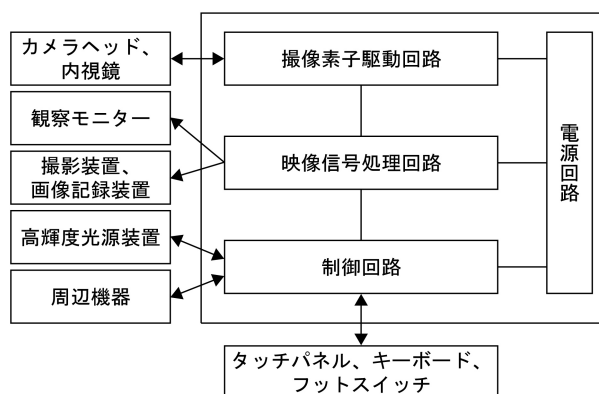 カメラヘッド、
内視鏡
観察モニター
撮影装置、
画像記録装置
高輝度光源装置
周辺機器
撮像素子駆動回路
映像信号処理回路
制御回路
電源回路
タッチパネル、キーボード、
フットスイッチ